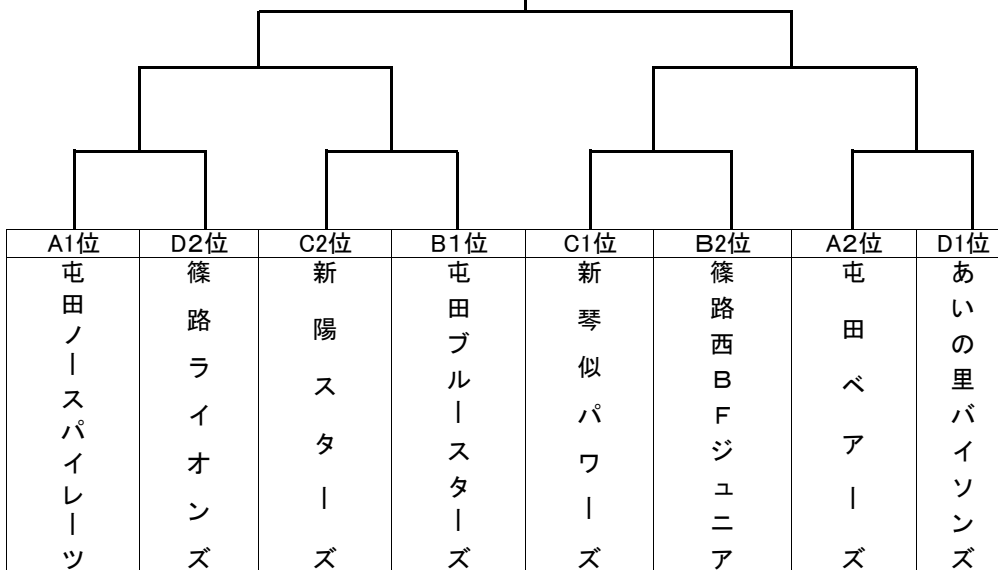 A1位
D2位
C2位
B1位
C1位
B2位
A2位
D1位
屯田ノースパイレーツ
篠路ライオンズ
新陽スターズ
屯田ブルースターズ
新琴似パワーズ
篠路西BFジュニア
屯田ベアーズ
あいの里バイソンズ